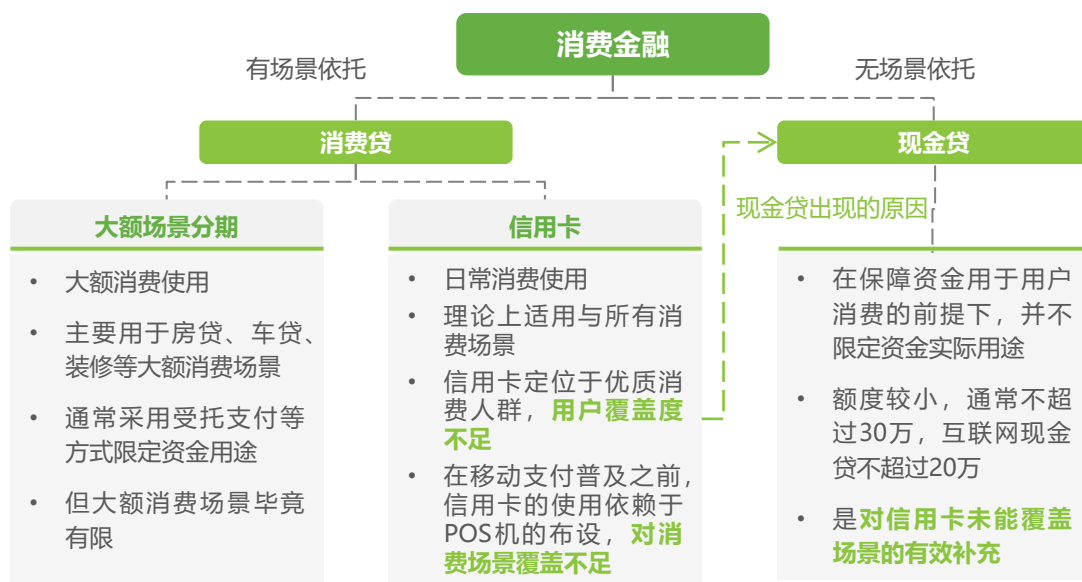 消费金融
有场景依托
无场景依托
消费贷
现金贷
现金贷出现的原因
大额场景分期
• 大额消费使用
• 主要用于房贷、车贷、
装修等大额消费场景
• 通常采用受托支付等
方式限定资金用途
• 但大额消费场景毕竟
有限
信用卡
• 日常消费使用
• 理论上适用与所有消
费场景
• 信用卡定位于优质消
费人群，用户覆盖度
不足
• 在移动支付普及之前，
信用卡的使用依赖于
POS机的布设，对消
费场景覆盖不足
• 在保障资金用于用户
消费的前提下，并不
限定资金实际用途
• 额度较小，通常不超
过30万，互联网现金
贷不超过20万
• 是对信用卡未能覆盖
场景的有效补充